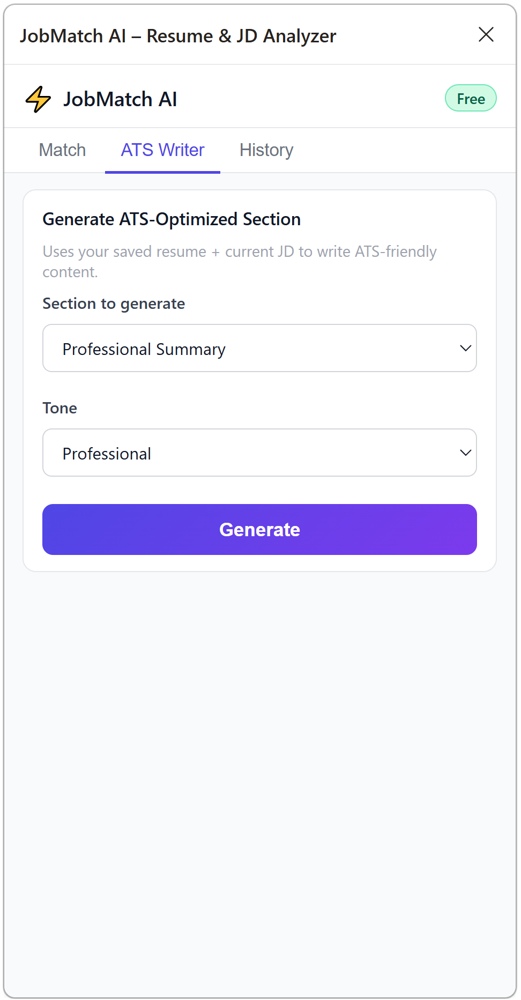 JobMatch AI – Resume & JD Analyzer
JobMatch AI
Free
Match
ATS Writer
History
Generate ATS-Optimized Section
Uses your saved resume + current JD to write ATS-friendly
content.
Section to generate
Professional Summary
Tone
Professional
Generate